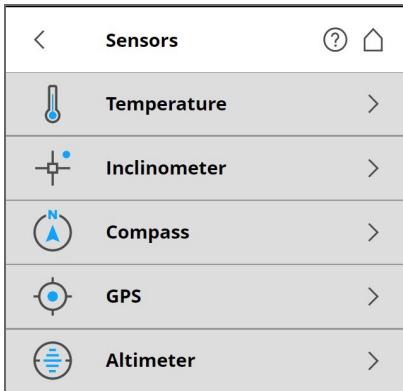 Sensors
Temperature
Inclinometer
N
Compass
GPS
Altimeter